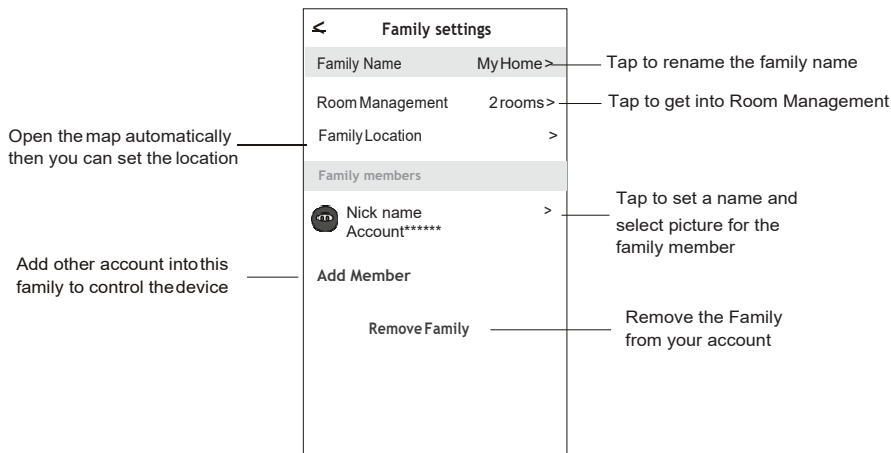 < Family settings
Family Name My Home >
Tap to rename the family name
Room Management 2 rooms >
Tap to get into Room Management
Open the map automatically
then you can set the location
Family Location >
Family members
Nick name >
Account******
Tap to set a name and
select picture for the
family member
Add other account into this
family to control the device
Add Member
Remove Family
Remove the Family
from your account